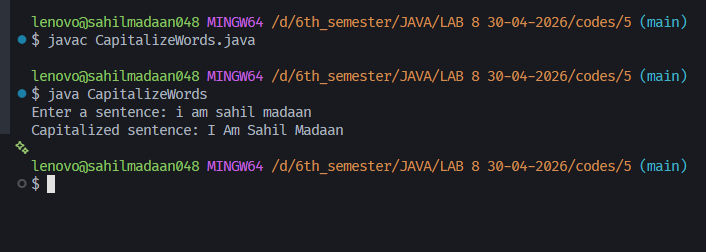 lenovo@sahilmadaan048 MINGW64 /d/6th_semester/JAVA/LAB 8 30-04-2026/codes/5 (main)
$ javac CapitalizeWords.java
lenovo@sahilmadaan048 MINGW64 /d/6th_semester/JAVA/LAB 8 30-04-2026/codes/5 (main)
$ java CapitalizeWords
Enter a sentence: i am sahil madaan
Capitalized sentence: I Am Sahil Madaan
lenovo@sahilmadaan048 MINGW64 /d/6th_semester/JAVA/LAB 8 30-04-2026/codes/5 (main)
$